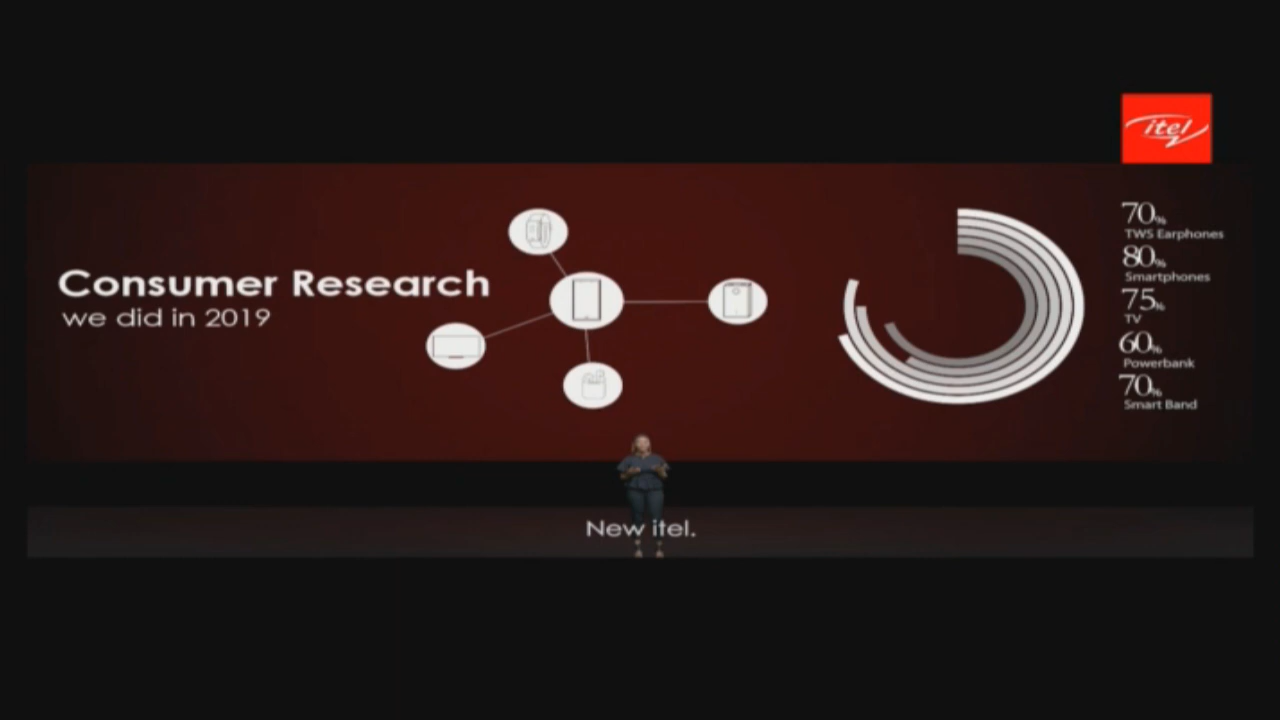 itel
Consumer Research
we did in 2019
70%
TWS Earphones
80%
Smartphones
75%
TV
60%
Powerbank
70%
Smart Band
New itel.